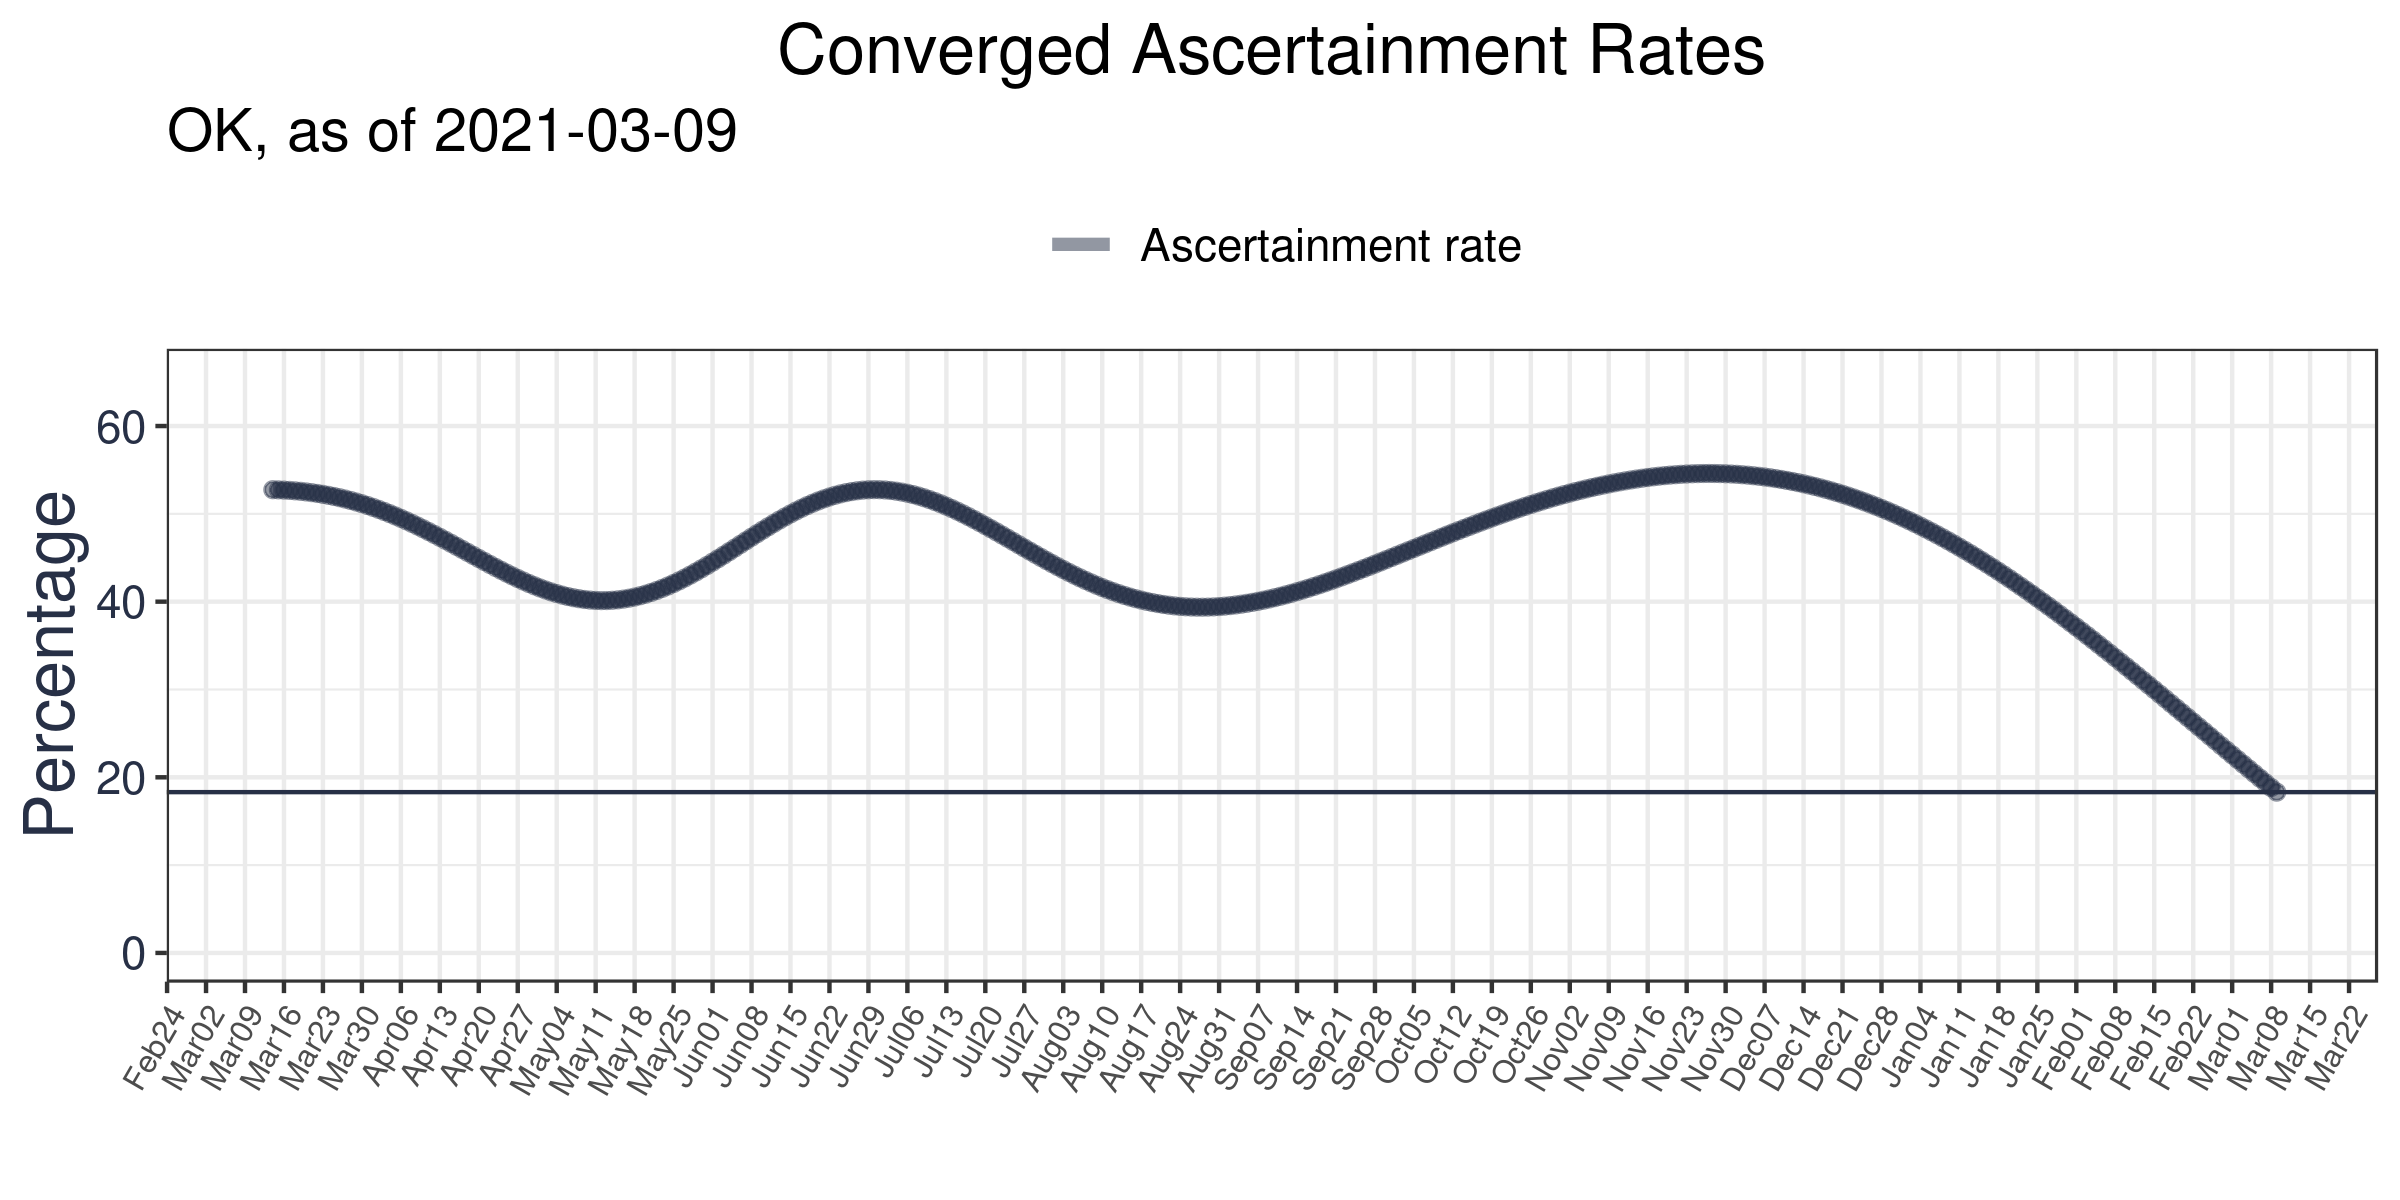 Converged Ascertainment Rates
OK, as of 2021-03-09
Ascertainment rate
Percentage
60
40
20
0
Feb24 Mar02 Mar09 Mar16 Mar23 Mar30 Apr06 Apr13 Apr20 Apr27 May04 May11 May18 May25 Jun01 Jun08 Jun15 Jun22 Jun29 Jul06 Jul13 Jul20 Jul27 Aug03 Aug10 Aug17 Aug24 Aug31 Sep07 Sep14 Sep21 Sep28 Oct05 Oct12 Oct19 Oct26 Nov02 Nov09 Nov16 Nov23 Nov30 Dec07 Dec14 Dec21 Dec28 Jan04 Jan11 Jan18 Jan25 Feb01 Feb08 Feb15 Feb22 Mar01 Mar08 Mar15 Mar22